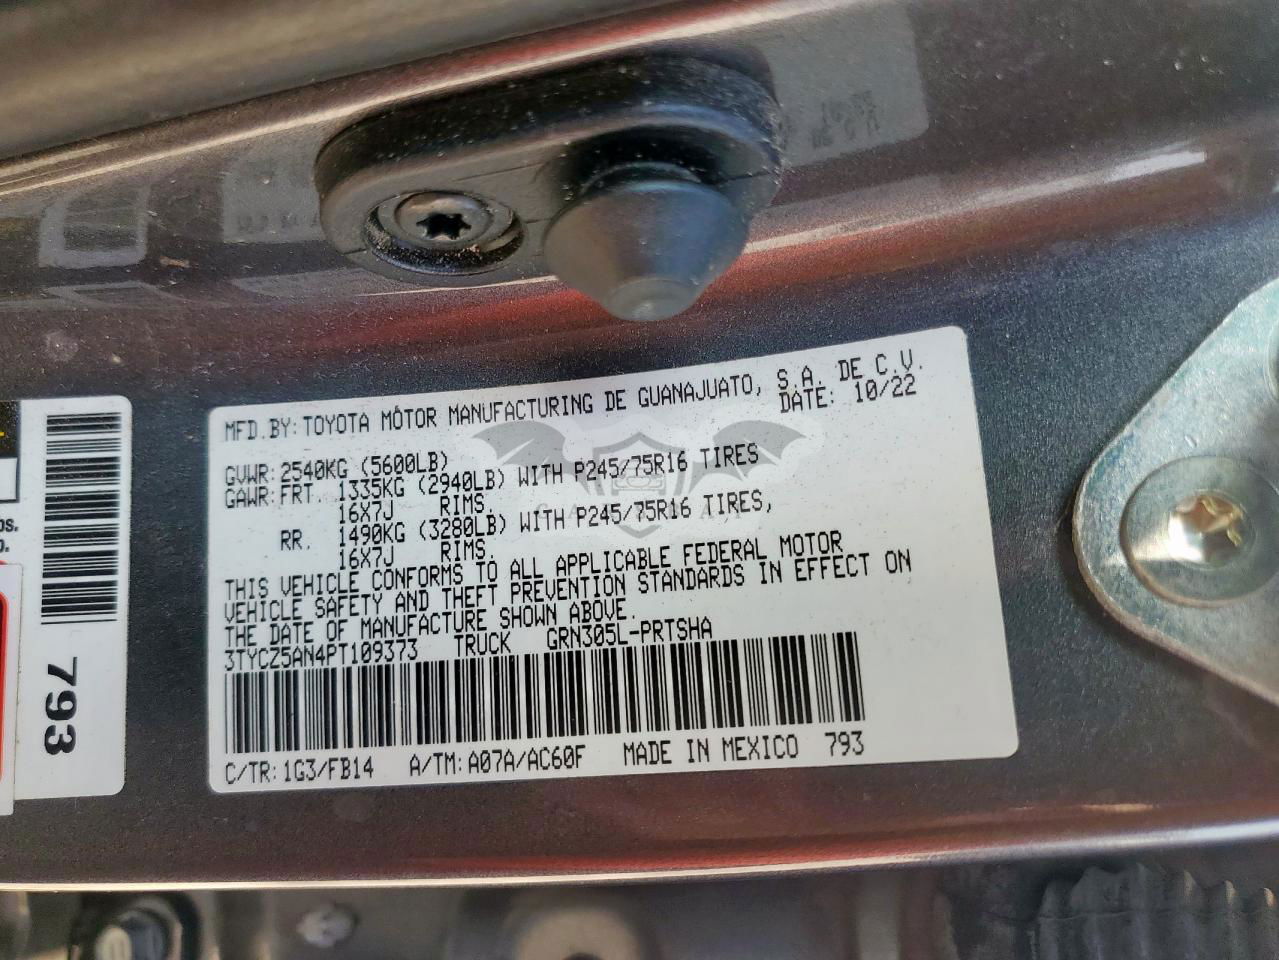 MFD.BY: TOYOTA MOTOR MANUFACTURING DE GUANAJUATO, S.A. DE C.V.
DATE: 10/22
GVWR: 2540KG (5600LB)
GAWR: FRT. 1335KG (2940LB) WITH P245/75R16 TIRES
16X7J RIMS.
RR. 1490KG (3280LB) WITH P245/75R16 TIRES,
16X7J RIMS.
THIS VEHICLE CONFORMS TO ALL APPLICABLE FEDERAL MOTOR
VEHICLE SAFETY AND THEFT PREVENTION STANDARDS IN EFFECT ON
THE DATE OF MANUFACTURE SHOWN ABOVE.
3TYCZ5AN4PT109373 TRUCK GRN305L-PRTSHA
C/TR: 1G3/FB14 A/TM: A07A/AC60F MADE IN MEXICO 793
793